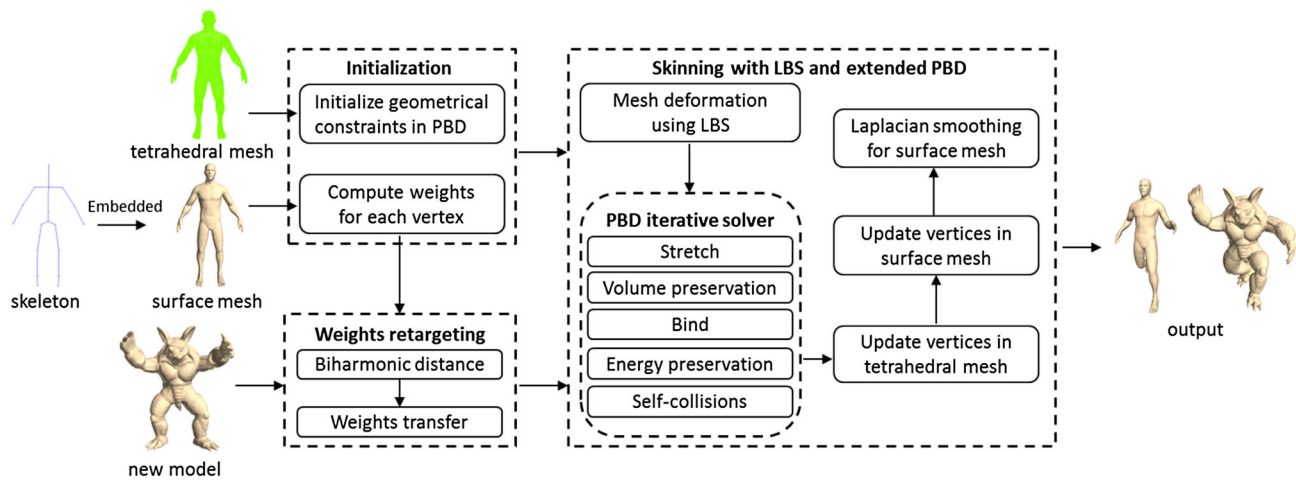 tetrahedral mesh
Embedded
skeleton
surface mesh
new model
Initialization
Initialize geometrical
constraints in PBD
Compute weights
for each vertex
Weights retargeting
Biharmonic distance
Weights transfer
Skinning with LBS and extended PBD
Mesh deformation
using LBS
PBD iterative solver
Stretch
Volume preservation
Bind
Energy preservation
Self-collisions
Laplacian smoothing
for surface mesh
Update vertices in
surface mesh
Update vertices in
tetrahedral mesh
output